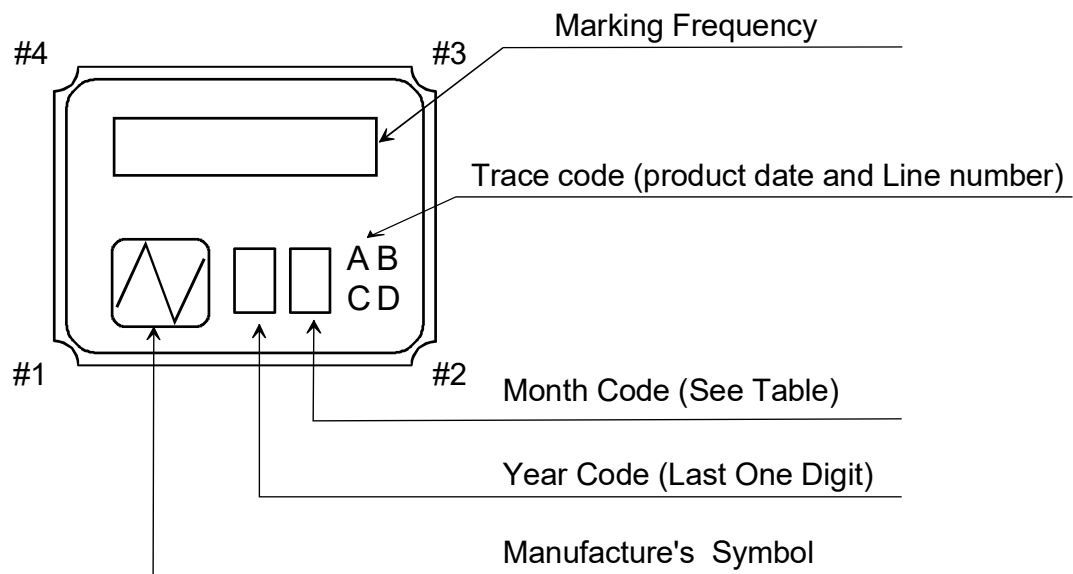 Marking Frequency
#4
#3
Trace code (product date and Line number)
A B
C D
#1
#2
Month Code (See Table)
Year Code (Last One Digit)
Manufacture's Symbol